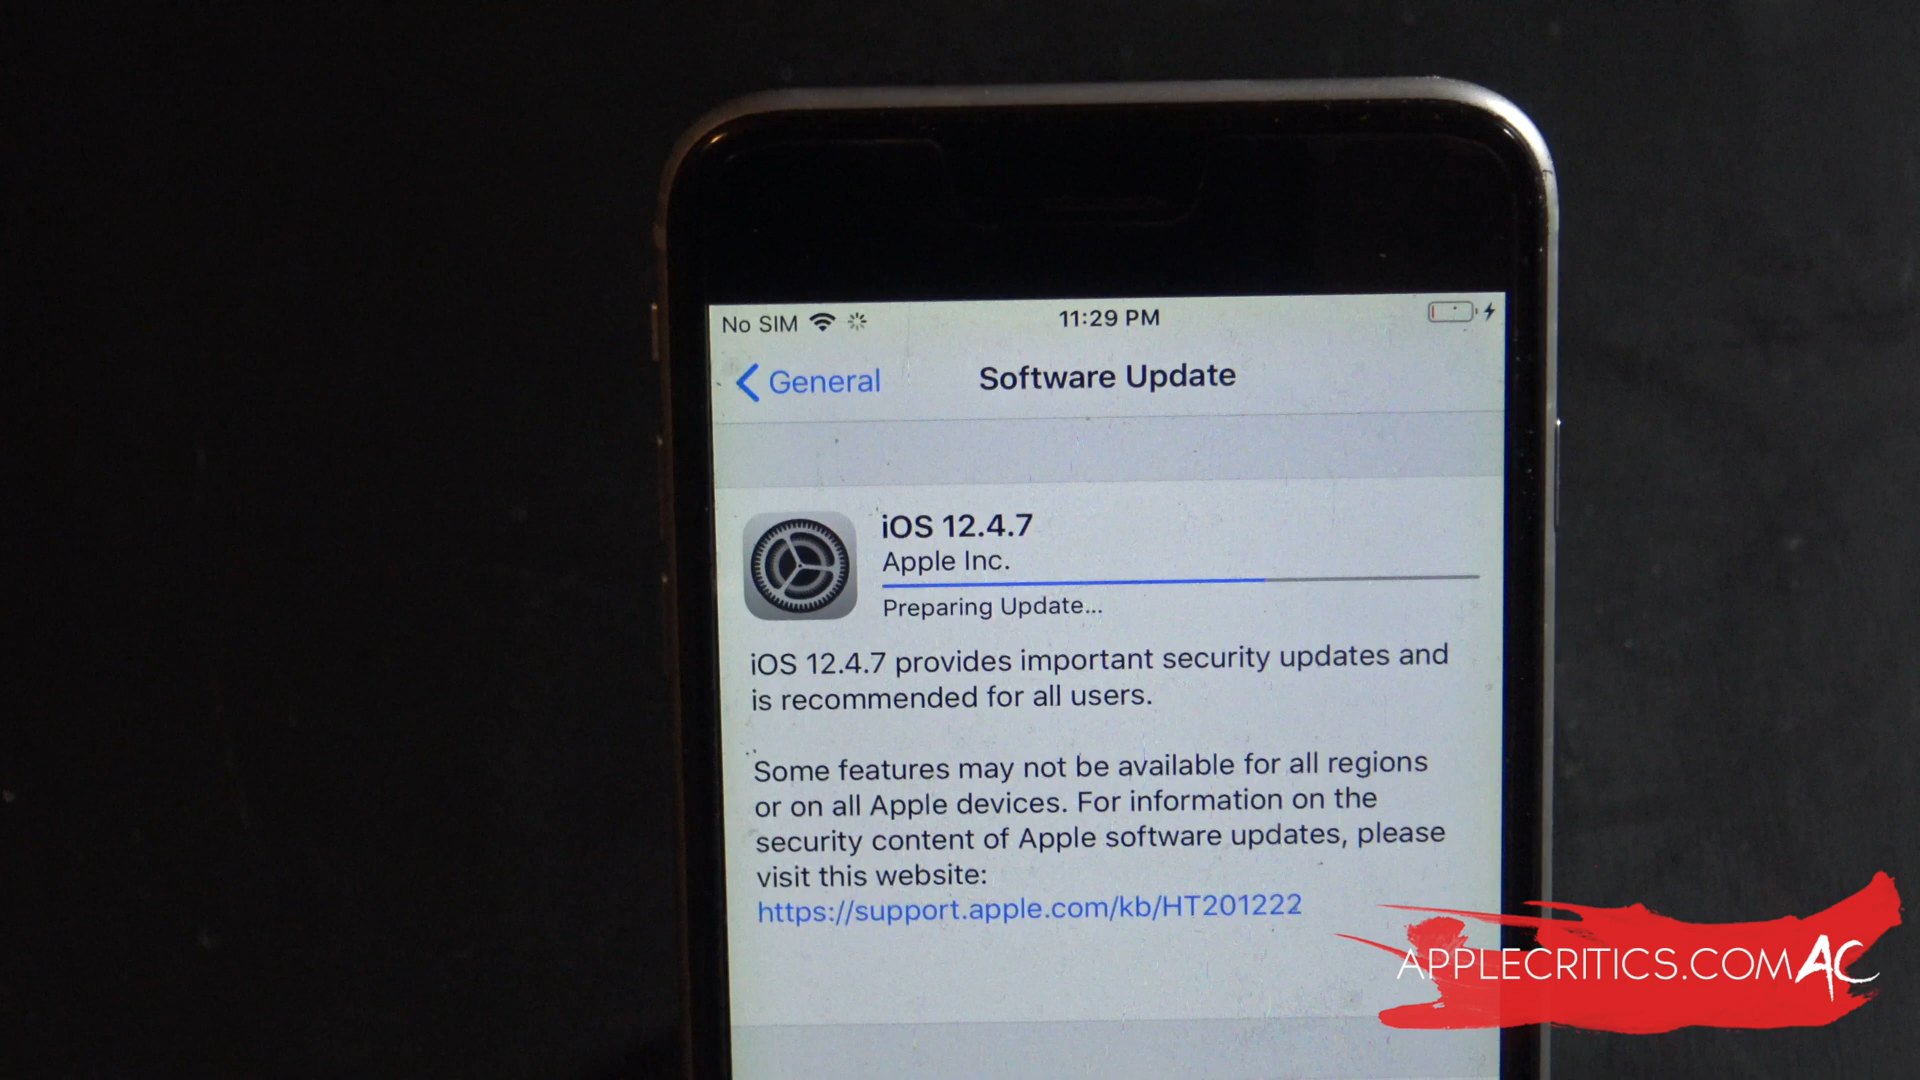 No SIM
11:29 PM
General
Software Update
iOS 12.4.7
Apple Inc.
Preparing Update...
iOS 12.4.7 provides important security updates and
is recommended for all users.
Some features may not be available for all regions
or on all Apple devices. For information on the
security content of Apple software updates, please
visit this website:
https://support.apple.com/kb/HT201222
APPLECRITICS.COM AC